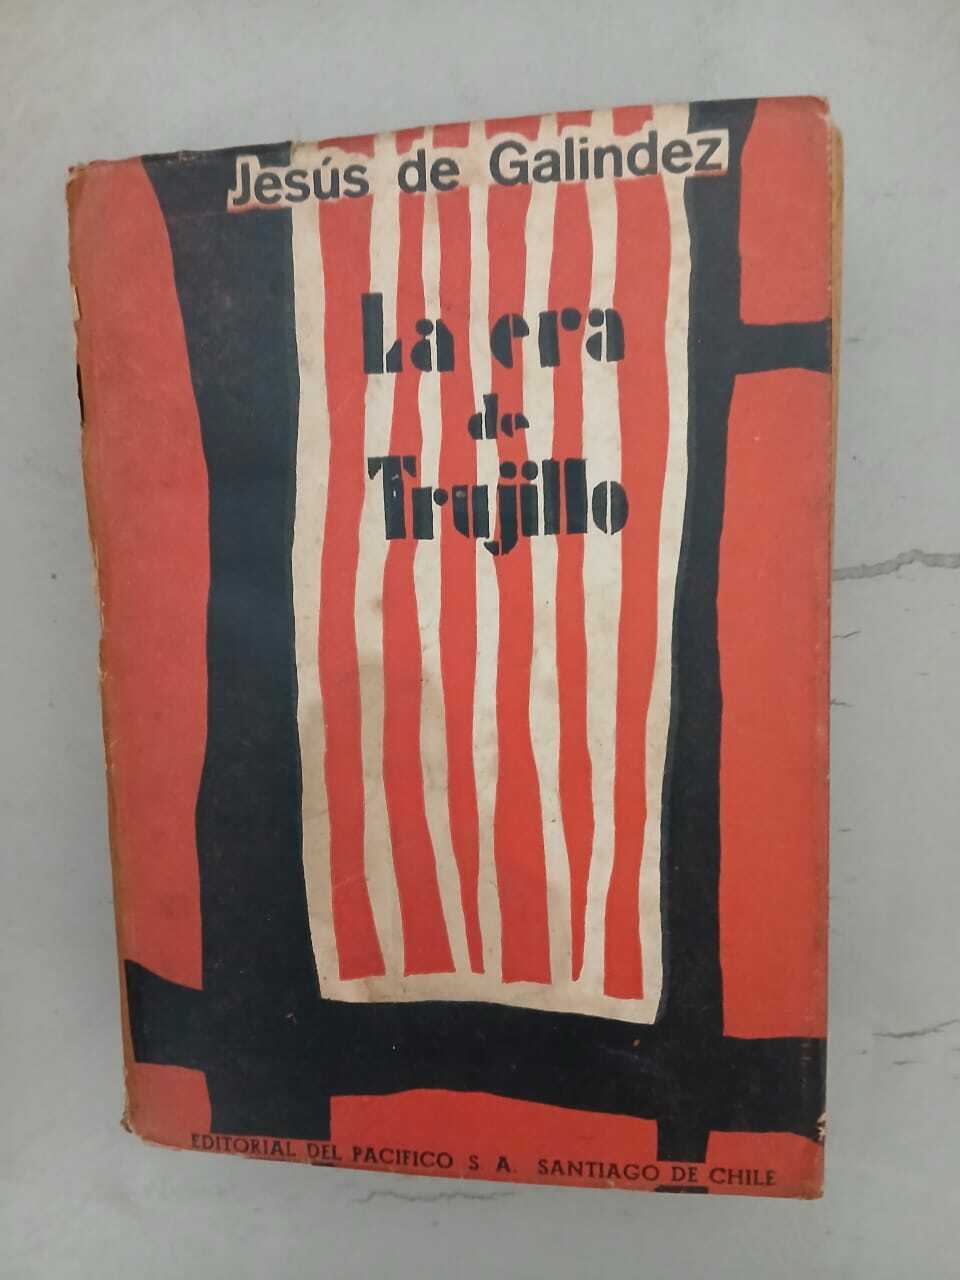 Jesús de Galindez
La era
de
Trujillo
EDITORIAL DEL PACIFICO S. A. SANTIAGO DE CHILE